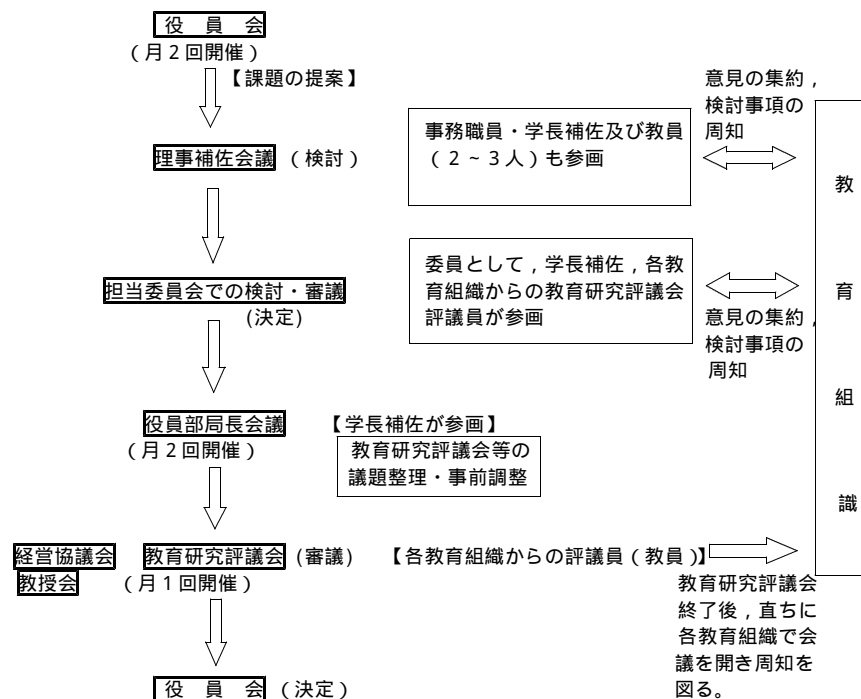 役　員　会
（月２回開催）
【課題の提案】
意見の集約，
検討事項の
周知
理事補佐会議（検討）
事務職員・学長補佐及び教員
（２～３人）も参画
教育組識
担当委員会での検討・審議
(決定)
委員として，学長補佐，各教
育組織からの教育研究評議会
評議員が参画
意見の集約，
検討事項の
周知
役員部局長会議　【学長補佐が参画】
（月２回開催）
教育研究評議会等の
議題整理・事前調整
経営協議会　教育研究評議会 (審議)　【各教育組織からの評議員（教員）】
教授会　（月１回開催）
教育研究評議会
終了後，直ちに
各教育組織で会
議を開き周知を
図る。
役　員　会（決定）